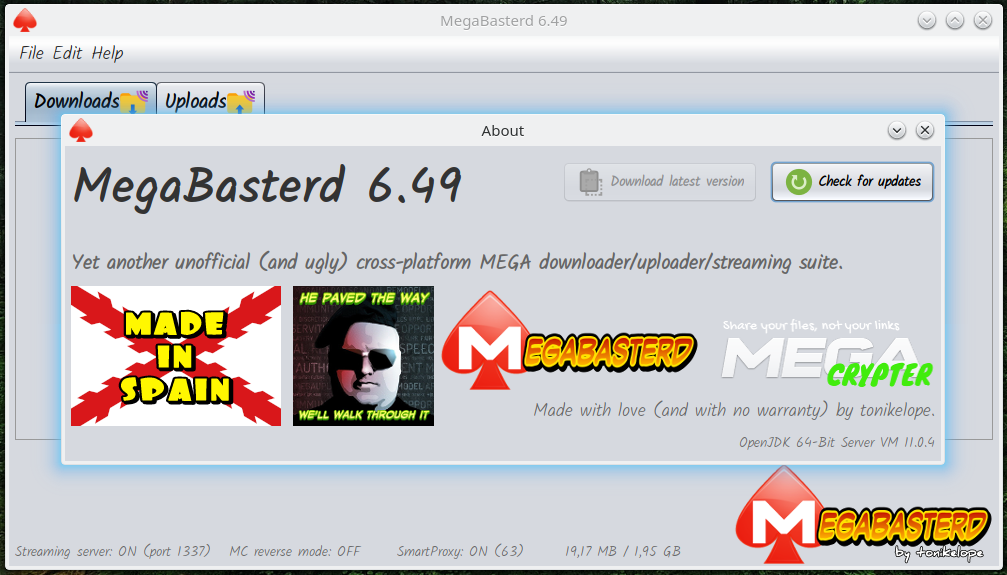 MegaBasterd 6.49
File Edit Help
Downloads Uploads
About
MegaBasterd 6.49
Download latest version
Check for updates
Yet another unofficial (and ugly) cross-platform MEGA downloader/uploader/streaming suite.
MADE
IN
SPAIN
HE PAVED THE WAY
WE'LL WALK THROUGH IT
MEGABASTERD
Share your files, not your links
MEGA
CRYPTER
Made with love (and with no warranty) by tonikelope.
OpenJDK 64-Bit Server VM 11.0.4
MEGABASTERD
by tonikelope
Streaming server: ON (port 1337) MC reverse mode: OFF SmartProxy: ON (63) 19,17 MB / 1,95 GB